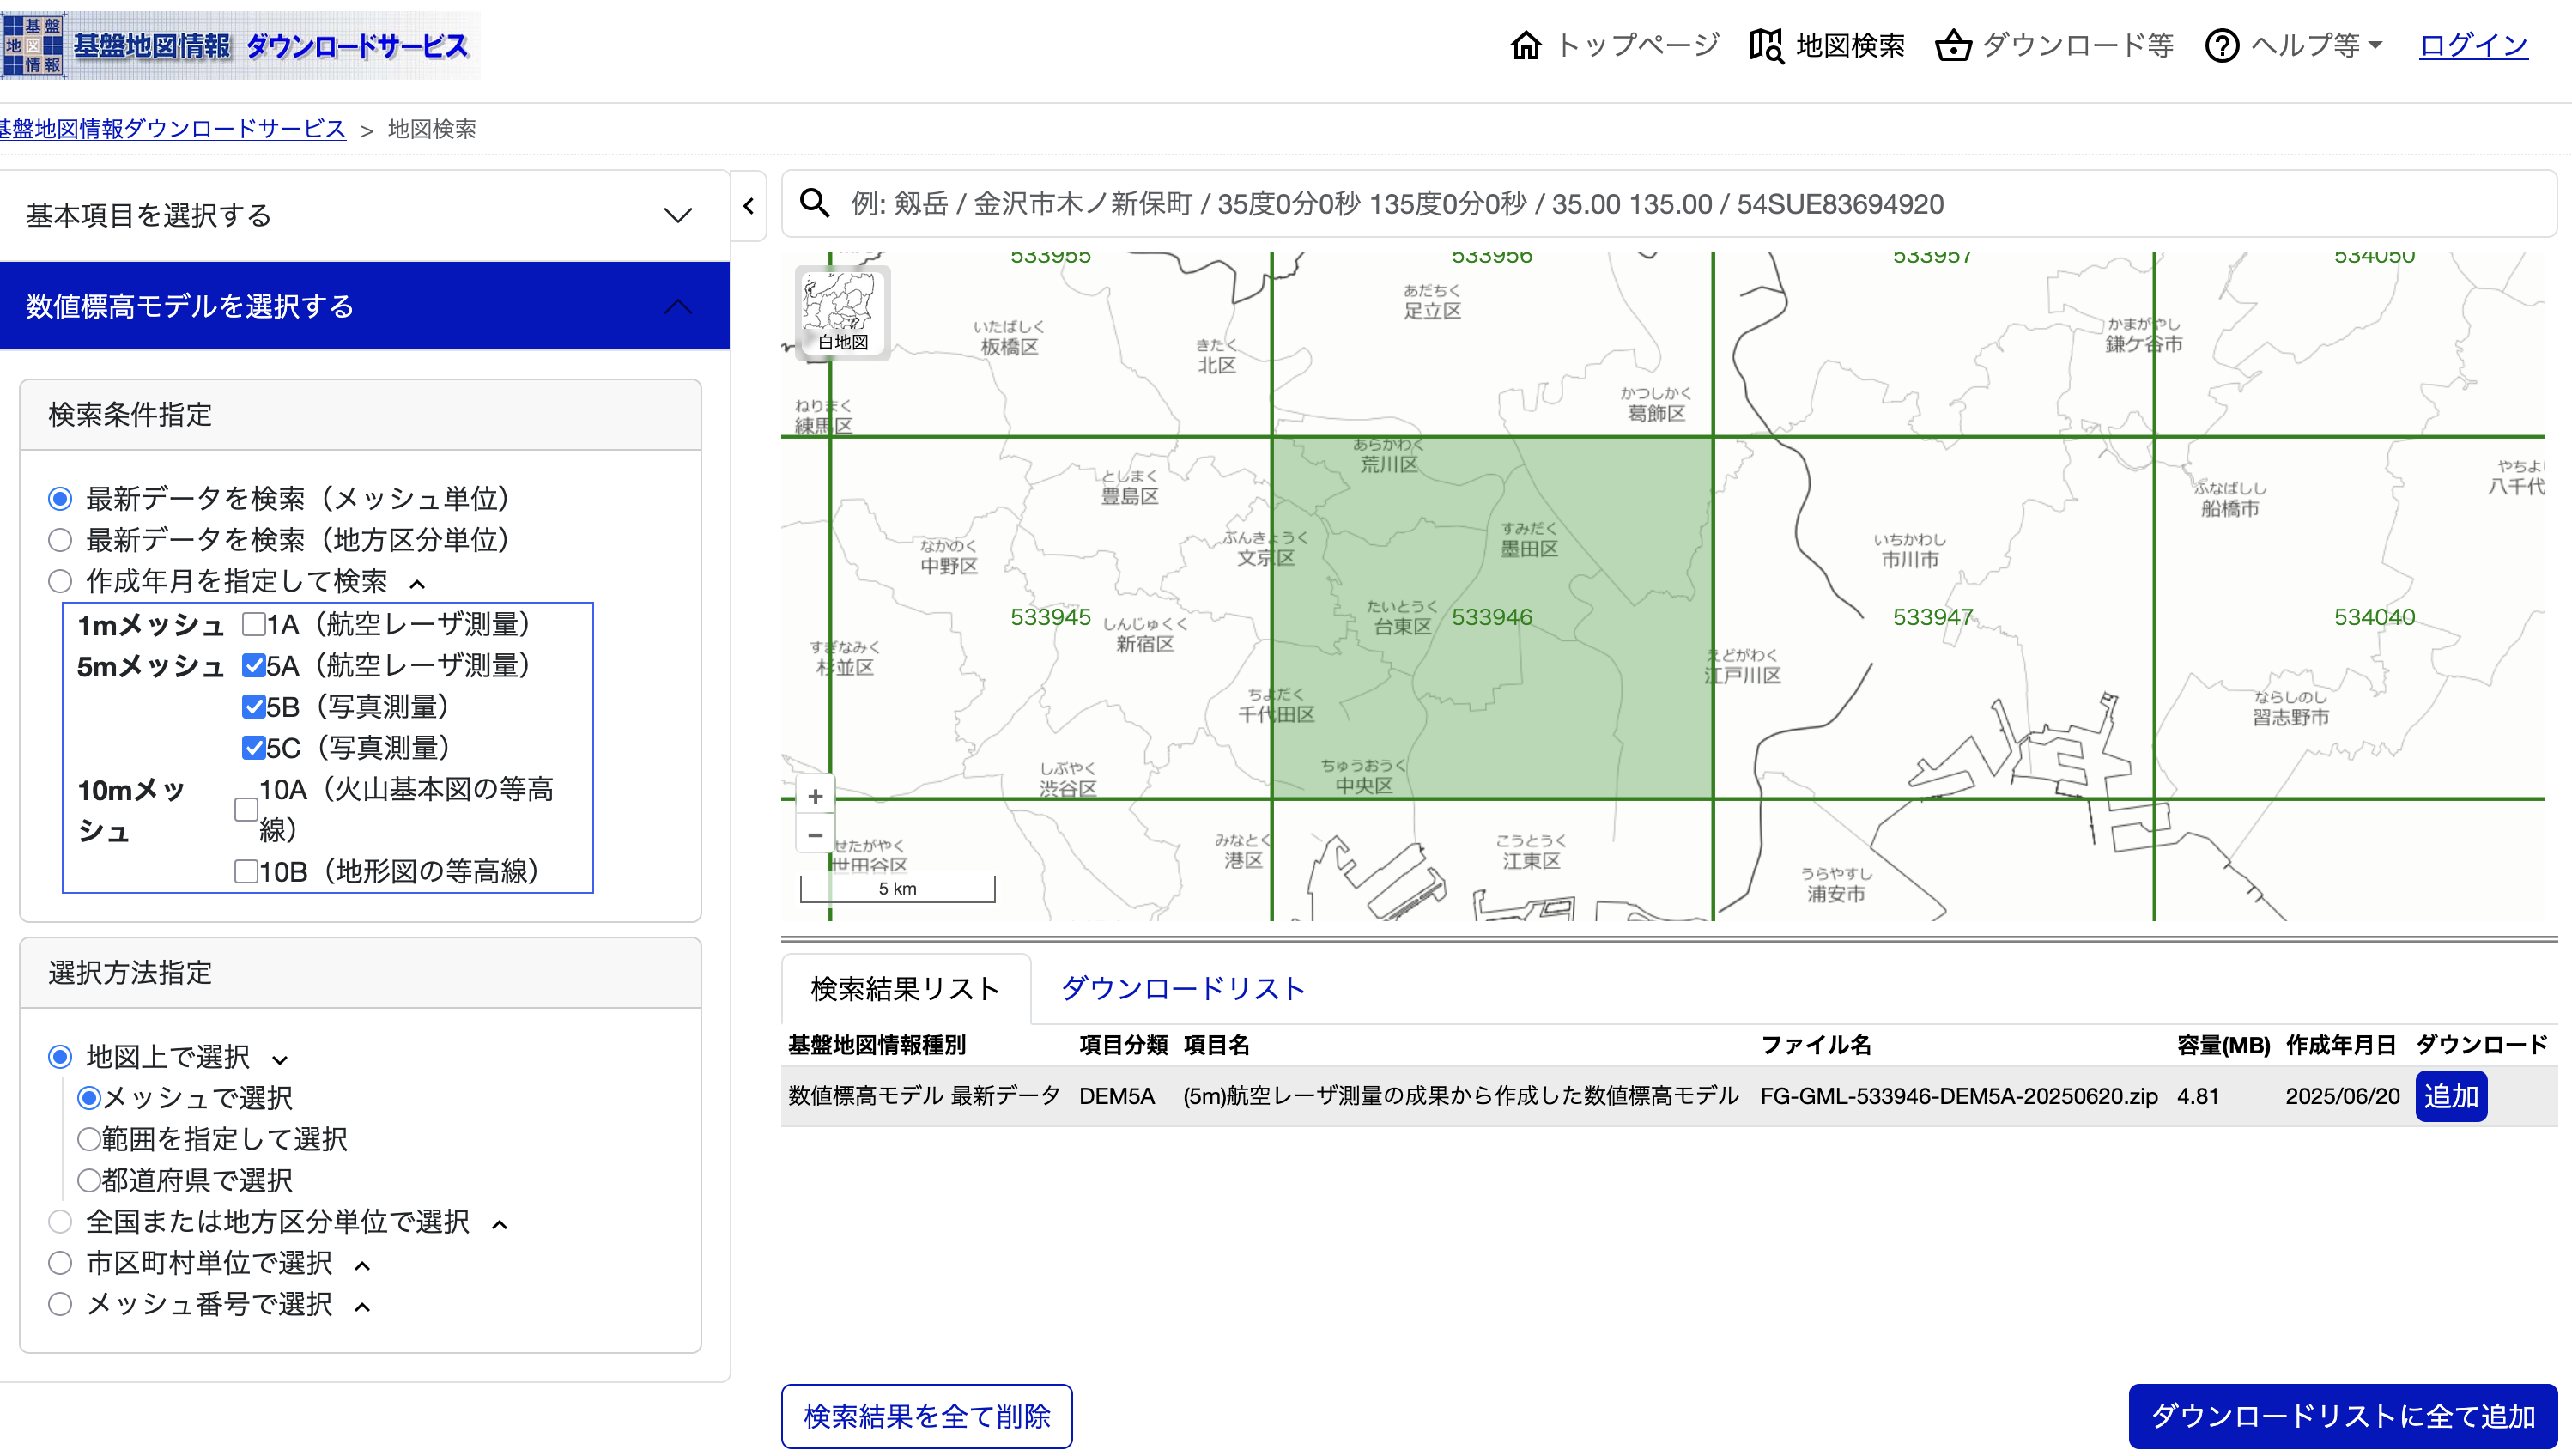 基盤地図情報
基盤地図情報 ダウンロードサービス
トップページ
地図検索
ダウンロード等
ヘルプ等
ログイン
基盤地図情報ダウンロードサービス > 地図検索
基本項目を選択する
数値標高モデルを選択する
検索条件指定
最新データを検索（メッシュ単位）
最新データを検索（地方区分単位）
作成年月を指定して検索
1mメッシュ 1A（航空レーザ測量）
5mメッシュ 5A（航空レーザ測量）
5B（写真測量）
5C（写真測量）
10mメッ
シュ
10A（火山基本図の等高
線）
10B（地形図の等高線）
選択方法指定
地図上で選択
メッシュで選択
範囲を指定して選択
都道府県で選択
全国または地方区分単位で選択
市区町村単位で選択
メッシュ番号で選択
例: 剱岳 / 金沢市木ノ新保町 / 35度0分0秒 135度0分0秒 / 35.00 135.00 / 54SUE83694920
533955
533956
533957
534050
白地図
いたばしく
板橋区
きたく
北区
あだちく
足立区
かつしかく
葛飾区
かまがやし
鎌ケ谷市
ねりまく
練馬区
あらかわく
荒川区
としまく
豊島区
なかのく
中野区
ぶんきょうく
文京区
すみだく
墨田区
いちかわし
市川市
ふなばしし
船橋市
やちよ
八千代
533945
533946
533947
534040
しんじゅくく
新宿区
たいとうく
台東区
すぎなみく
杉並区
えどがわく
江戸川区
ちよだく
千代田区
ならしのし
習志野市
しぶやく
渋谷区
ちゅうおうく
中央区
+
−
せたがやく
世田谷区
みなとく
港区
こうとうく
江東区
うらやすし
浦安市
5 km
検索結果リスト
ダウンロードリスト
基盤地図情報種別 項目分類 項目名 ファイル名 容量(MB) 作成年月日 ダウンロード
数値標高モデル 最新データ DEM5A (5m)航空レーザ測量の成果から作成した数値標高モデル FG-GML-533946-DEM5A-20250620.zip 4.81 2025/06/20 追加
検索結果を全て削除
ダウンロードリストに全て追加